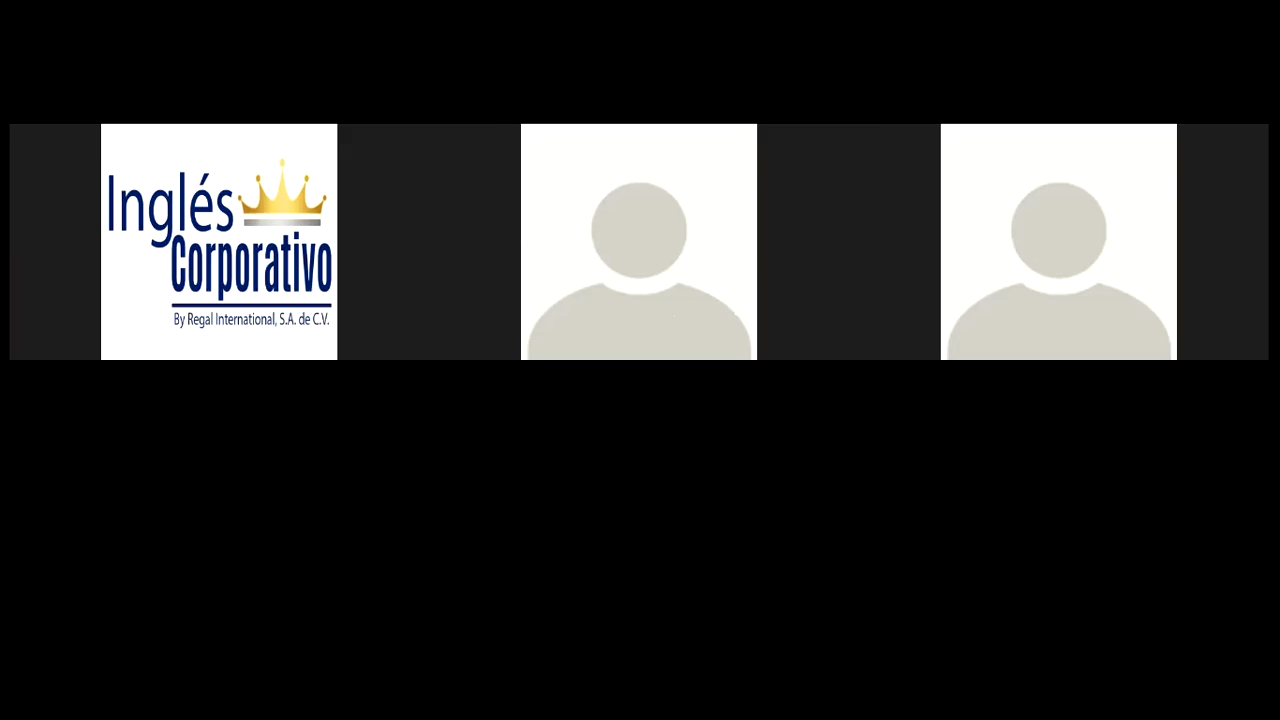 Inglés
Corporativo
By Regal International, S.A. de C.V.